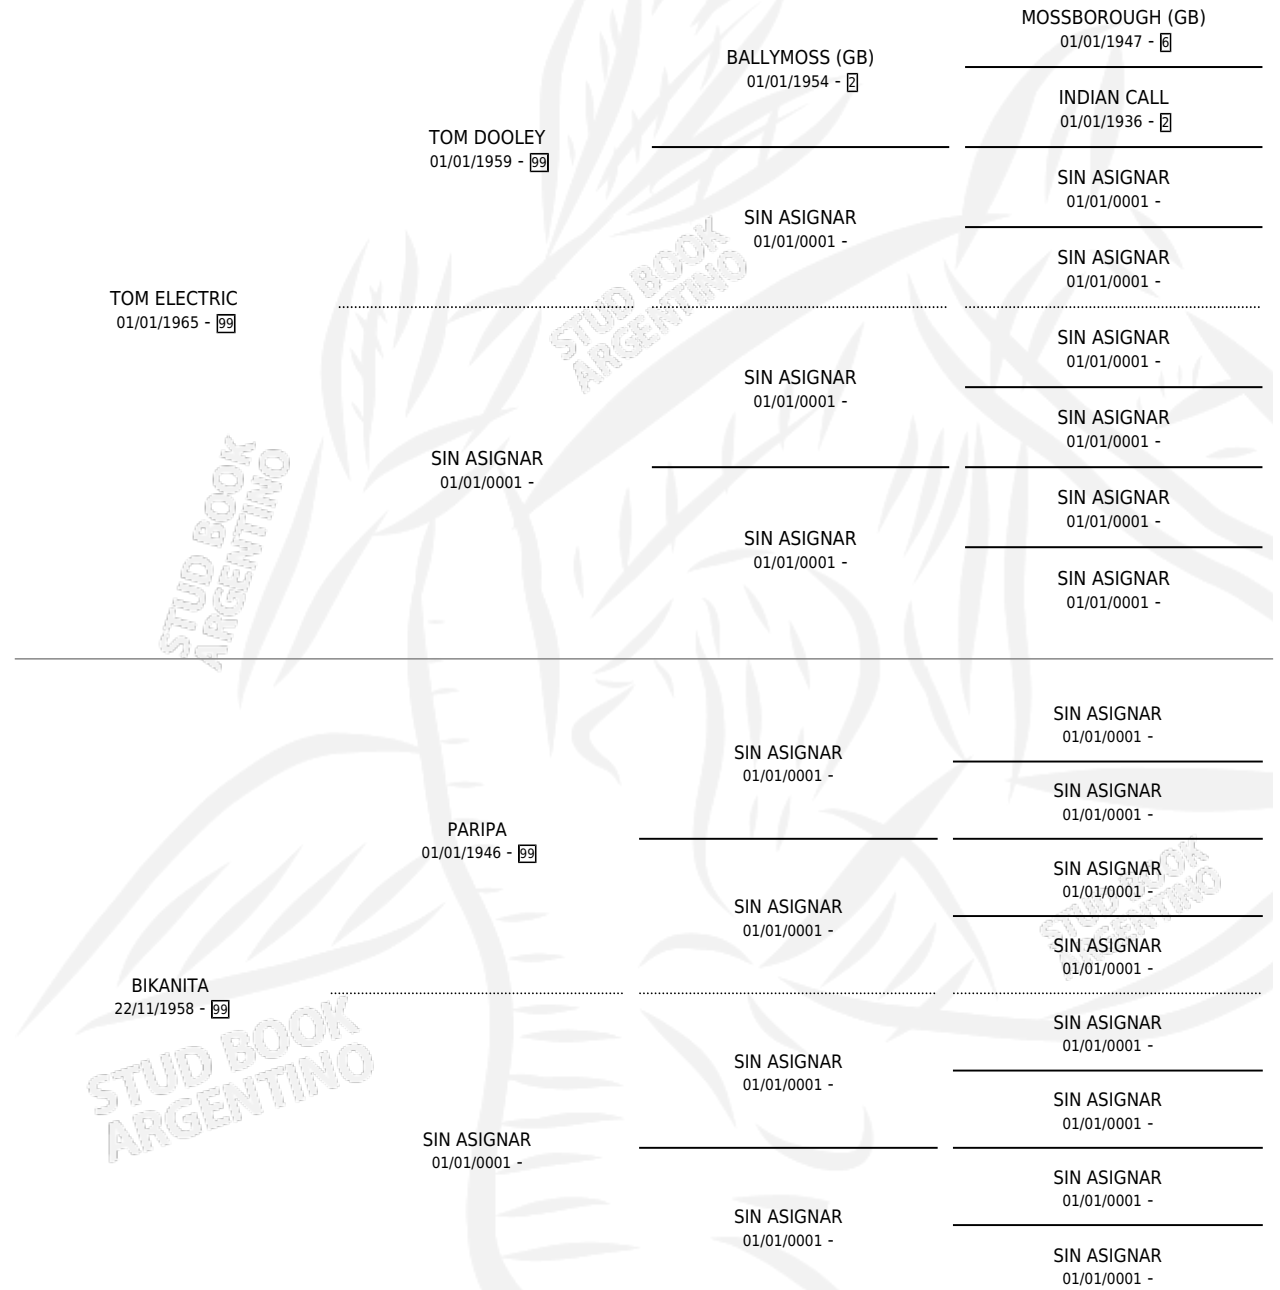 MOSSBOROUGH (GB)
01/01/1947 - 6
BALLYMOSS (GB)
01/01/1954 - 2
INDIAN CALL
01/01/1936 - 2
TOM DOOLEY
01/01/1959 - 99
SIN ASIGNAR
01/01/0001 -
SIN ASIGNAR
01/01/0001 -
SIN ASIGNAR
01/01/0001 -
TOM ELECTRIC
01/01/1965 - 99
SIN ASIGNAR
01/01/0001 -
SIN ASIGNAR
01/01/0001 -
SIN ASIGNAR
01/01/0001 -
SIN ASIGNAR
01/01/0001 -
SIN ASIGNAR
01/01/0001 -
SIN ASIGNAR
01/01/0001 -
SIN ASIGNAR
01/01/0001 -
STUD BOOK
ARGENTINO
STUD BOOK
ARGENTINO
SIN ASIGNAR
01/01/0001 -
SIN ASIGNAR
01/01/0001 -
SIN ASIGNAR
01/01/0001 -
PARIPA
01/01/1946 - 99
SIN ASIGNAR
01/01/0001 -
SIN ASIGNAR
01/01/0001 -
SIN ASIGNAR
01/01/0001 -
STUD BOOK
ARGENTINO
BIKANITA
22/11/1958 - 99
SIN ASIGNAR
01/01/0001 -
SIN ASIGNAR
01/01/0001 -
SIN ASIGNAR
01/01/0001 -
SIN ASIGNAR
01/01/0001 -
SIN ASIGNAR
01/01/0001 -
SIN ASIGNAR
01/01/0001 -
SIN ASIGNAR
01/01/0001 -
STUD BOOK
ARGENTINO